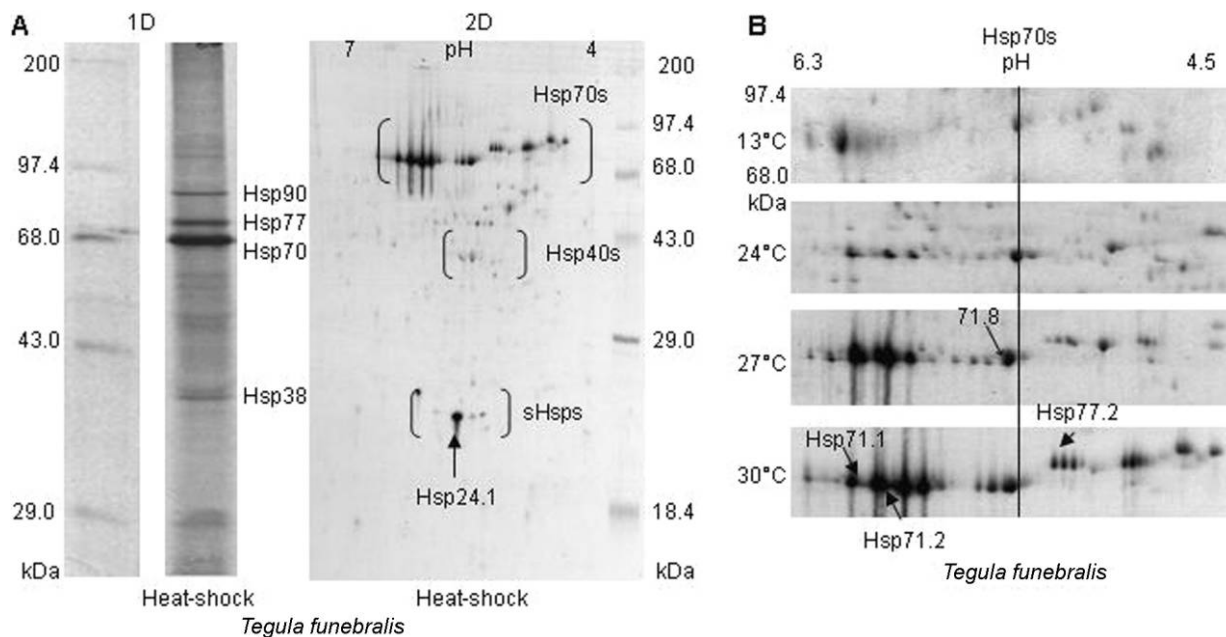 A
1D
2D
7 pH 4
200
97.4
68.0
43.0
29.0
kDa
Hsp90
Hsp77
Hsp70
Hsp38
Hsp70s
Hsp40s
sHsps
Hsp24.1
200
97.4
68.0
43.0
29.0
18.4
kDa
Heat-shock
Heat-shock
Tegula funebralis
B
Hsp70s
6.3 pH 4.5
97.4
13°C
68.0
kDa
24°C
71.8
27°C
Hsp77.2
Hsp71.1
30°C
Hsp71.2
Tegula funebralis